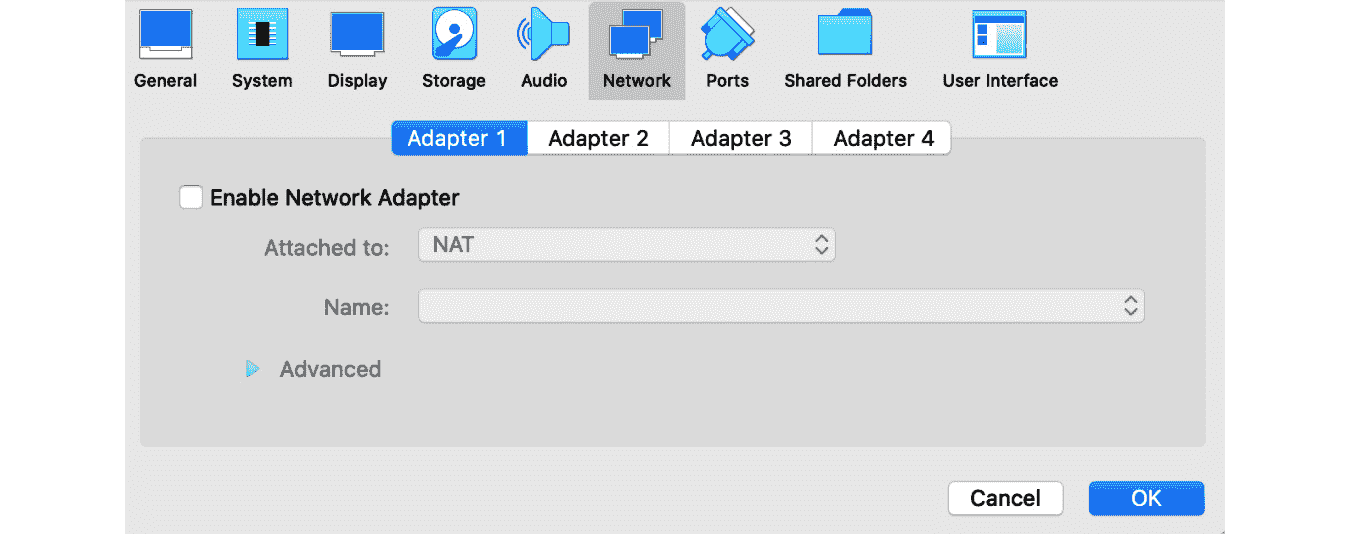 General System Display Storage Audio Network Ports Shared Folders User Interface
Adapter 1 Adapter 2 Adapter 3 Adapter 4
Enable Network Adapter
Attached to: NAT
Name:
Advanced
Cancel OK